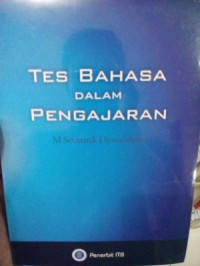 TES BAHASA
DALAM
PENGAJARAN
M.
Penerbit ITB